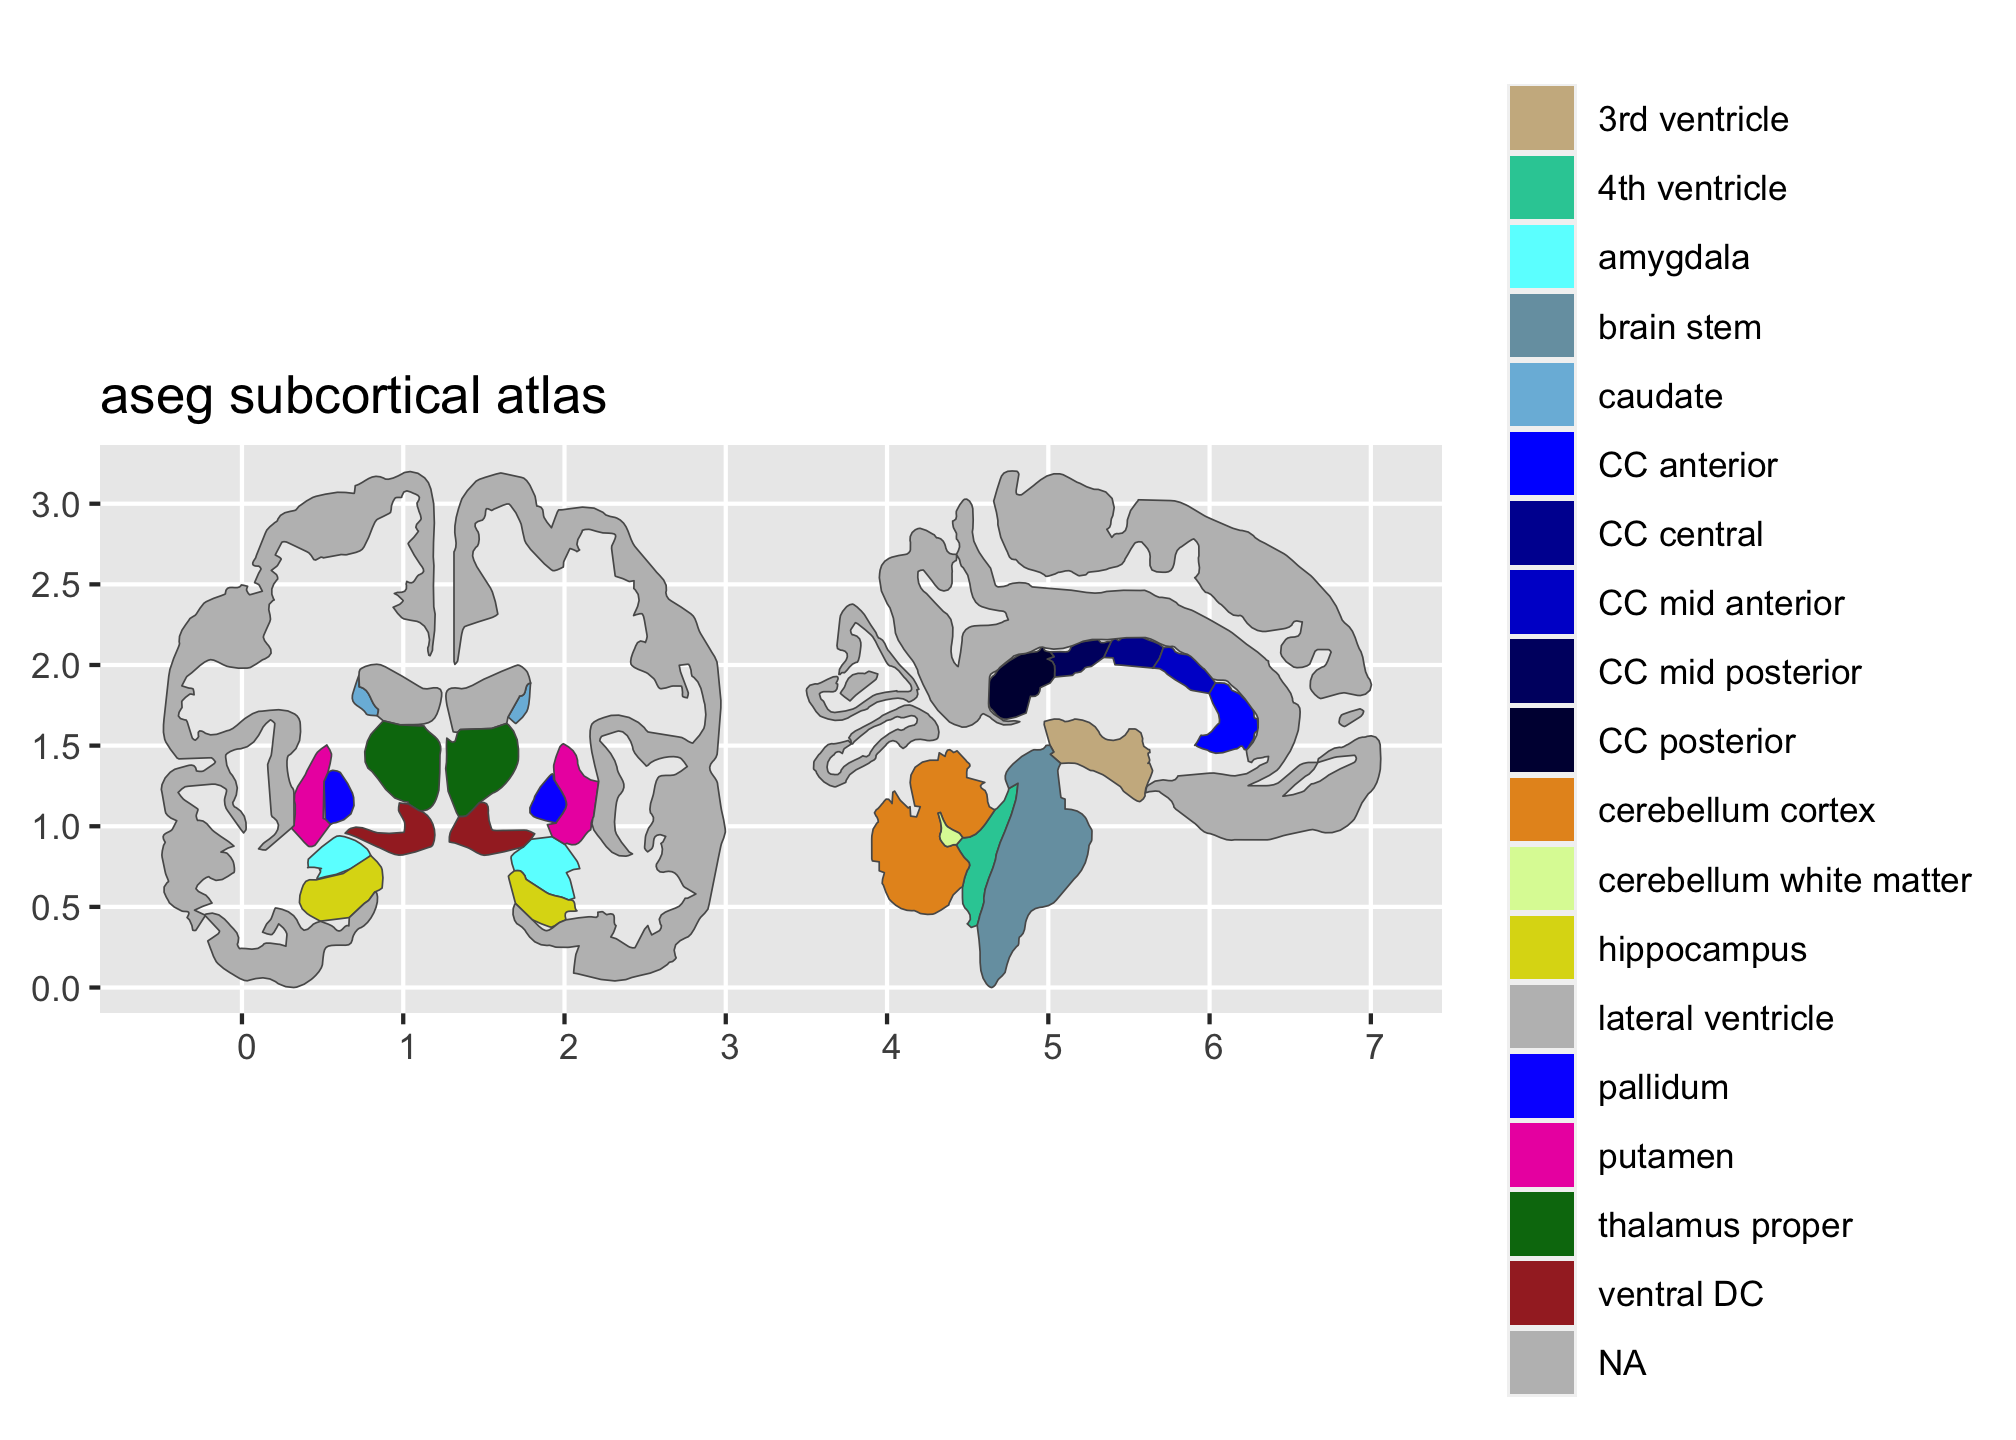 aseg subcortical atlas
3.0
2.5
2.0
1.5
1.0
0.5
0.0
0 1 2 3 4 5 6 7
3rd ventricle
4th ventricle
amygdala
brain stem
caudate
CC anterior
CC central
CC mid anterior
CC mid posterior
CC posterior
cerebellum cortex
cerebellum white matter
hippocampus
lateral ventricle
pallidum
putamen
thalamus proper
ventral DC
NA